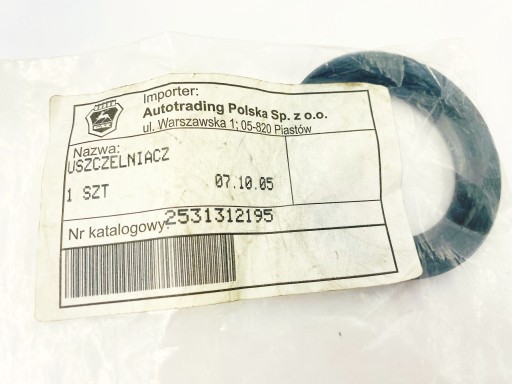 Importer:
Autotrading Polska Sp. z o.o.
ul. Warszawska 1; 05-820 Piastów
Nazwa:
USZCZELNIACZ
1 SZT 07.10.05
Nr katalogowy: 2531312195